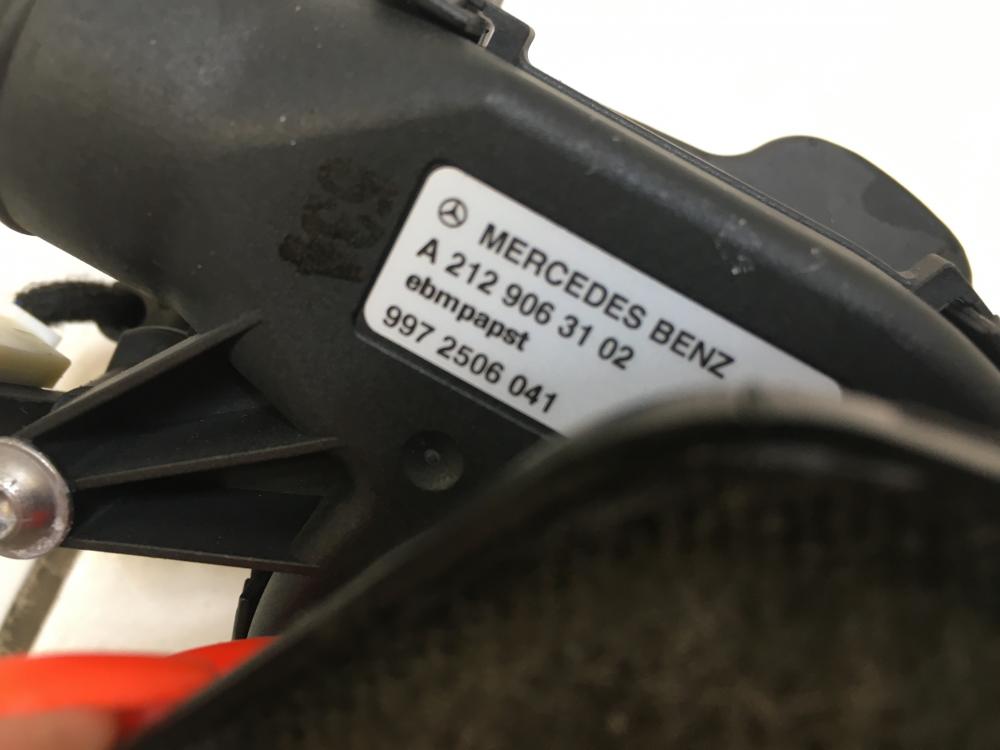 MERCEDES BENZ
A 212 906 31 02
ebmpapst
997 2506 041